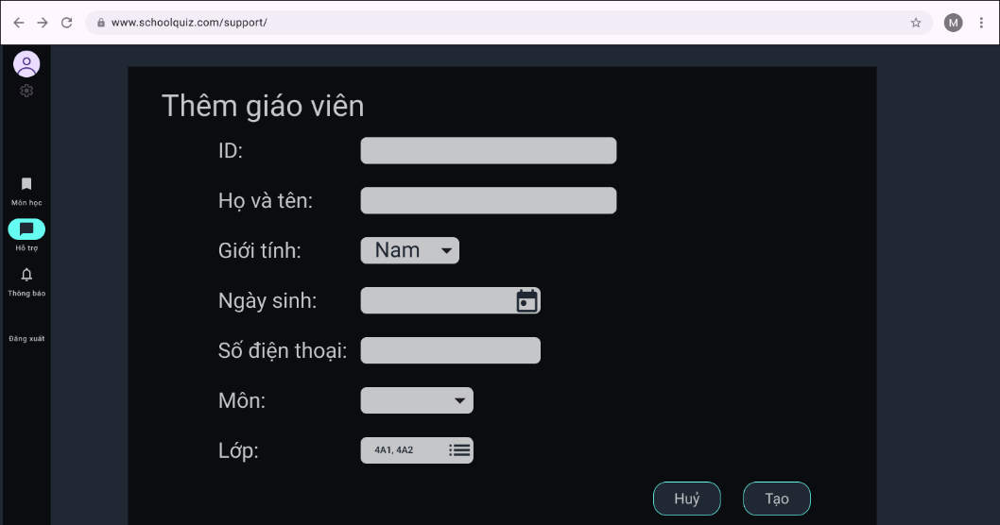 www.schoolquiz.com/support/
M
Môn học
Hỗ trợ
Thông báo
Đăng xuất
Thêm giáo viên
ID:
Họ và tên:
Giới tính: Nam
Ngày sinh:
Số điện thoại:
Môn:
Lớp: 4A1, 4A2
Huỷ Tạo